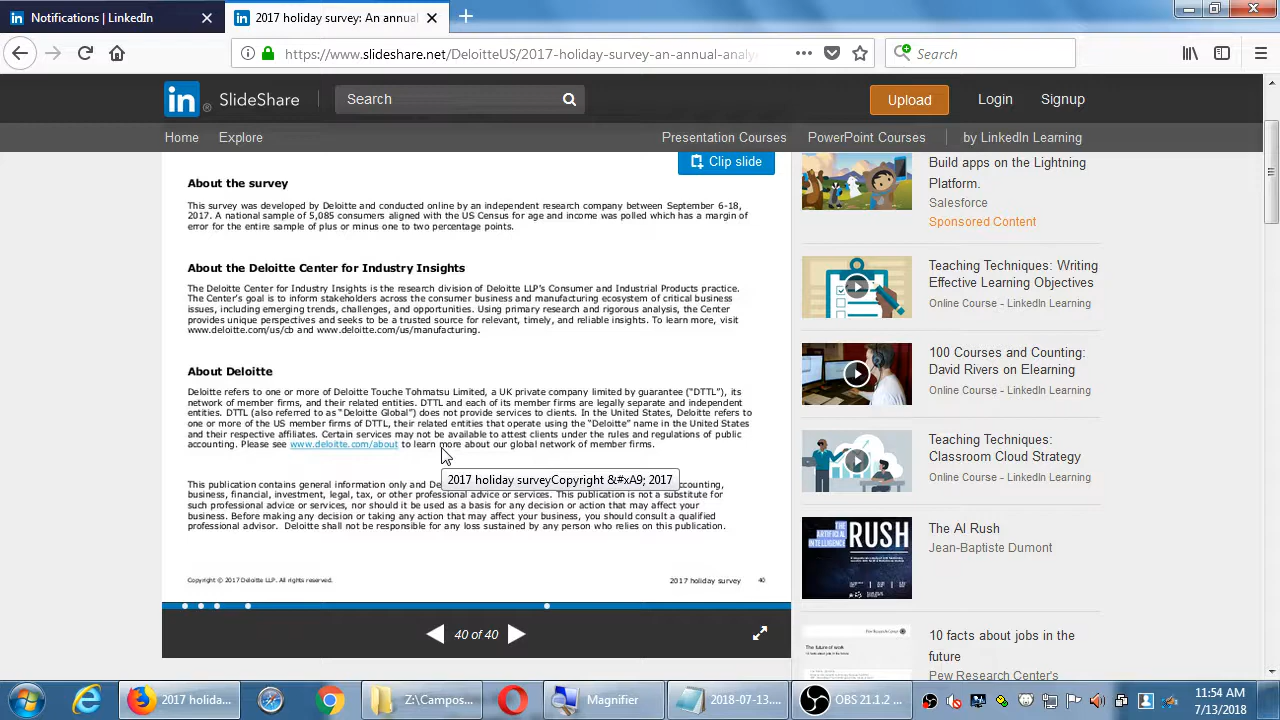 Notifications | LinkedIn
2017 holiday survey: An annual
https://www.slideshare.net/DeloitteUS/2017-holiday-survey-an-annual-analy
Search
in SlideShare
Search
Upload
Login
Signup
Home
Explore
Presentation Courses
PowerPoint Courses
by LinkedIn Learning
Clip slide
About the survey
This survey was developed by Deloitte and conducted online by an independent research company between September 6-18,
2017. A national sample of 5,085 consumers aligned with the US Census for age and income was polled which has a margin of
error for the entire sample of plus or minus one to two percentage points.
About the Deloitte Center for Industry Insights
The Deloitte Center for Industry Insights is the research division of Deloitte LLP's Consumer and Industrial Products practice.
The Center's goal is to inform stakeholders across the consumer business and manufacturing ecosystem of critical business
issues, including emerging trends, challenges, and opportunities. Using primary research and rigorous analysis, the Center
provides unique perspectives and seeks to be a trusted source for relevant, timely, and reliable insights. To learn more, visit
www.deloitte.com/us/cb and www.deloitte.com/us/manufacturing.
About Deloitte
Deloitte refers to one or more of Deloitte Touche Tohmatsu Limited, a UK private company limited by guarantee ("DTTL"), its
network of member firms, and their related entities. DTTL and each of its member firms are legally separate and independent
entities. DTTL (also referred to as "Deloitte Global") does not provide services to clients. In the United States, Deloitte refers to
one or more of the US member firms of DTTL, their related entities that operate using the "Deloitte" name in the United States
and their respective affiliates. Certain services may not be available to attest clients under the rules and regulations of public
accounting. Please see www.deloitte.com/about to learn more about our global network of member firms.
2017 holiday surveyCopyright &#xA9; 2017
This publication contains general information only and De counting,
business, financial, investment, legal, tax, or other professional advice or services. This publication is not a substitute for
such professional advice or services, nor should it be used as a basis for any decision or action that may affect your
business. Before making any decision or taking any action that may affect your business, you should consult a qualified
professional advisor. Deloitte shall not be responsible for any loss sustained by any person who relies on this publication.
Copyright © 2017 Deloitte LLP. All rights reserved.
2017 holiday survey 40
40 of 40
Build apps on the Lightning
Platform.
Salesforce
Sponsored Content
Teaching Techniques: Writing
Effective Learning Objectives
Online Course - LinkedIn Learning
100 Courses and Counting:
David Rivers on Elearning
Online Course - LinkedIn Learning
Teaching Techniques:
Classroom Cloud Strategy
Online Course - LinkedIn Learning
THE
ARTIFICIAL
INTELLIGENCE
RUSH
The AI Rush
Jean-Baptiste Dumont
Pew Research Center
The future of work
10 facts about jobs in the
future
Pew Research Center's
2017 holida...
Z:\Campos...
Magnifier
2018-07-13....
OBS 21.1.2 ...
11:54 AM
7/13/2018